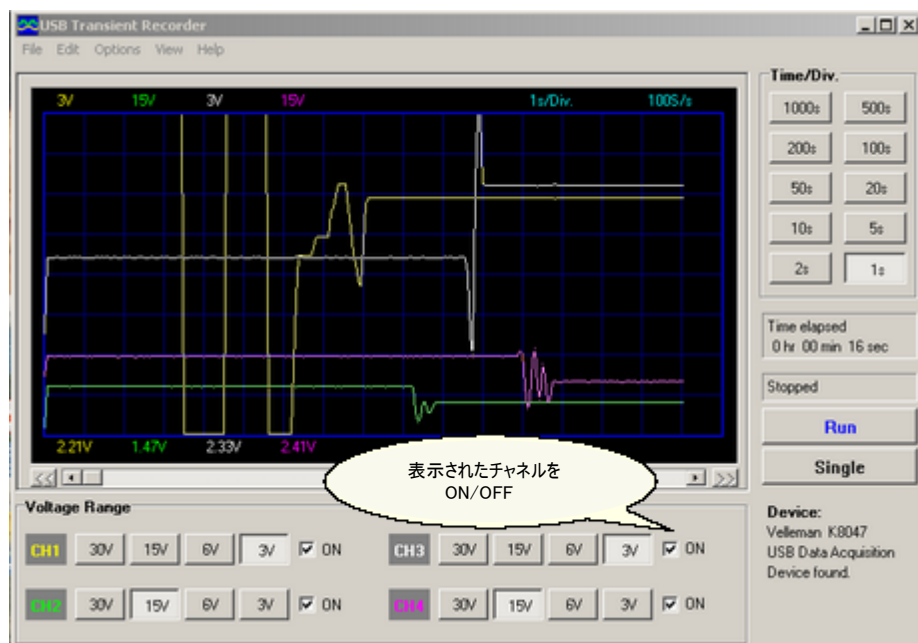 USB Transient Recorder
File Edit Options View Help
3V 15V 3V 15V 1s/Div. 100S/s
2.21V 1.47V 2.33V 2.41V
表示されたチャネルを
ON/OFF
Time/Div.
1000s 500s
200s 100s
50s 20s
10s 5s
2s 1s
Time elapsed
0 hr 00 min 16 sec
Stopped
Run
Single
Voltage Range
CH1 30V 15V 6V 3V ON
CH3 30V 15V 6V 3V ON
CH2 30V 15V 6V 3V ON
CH4 30V 15V 6V 3V ON
Device:
Velleman K8047
USB Data Acquisition
Device found.